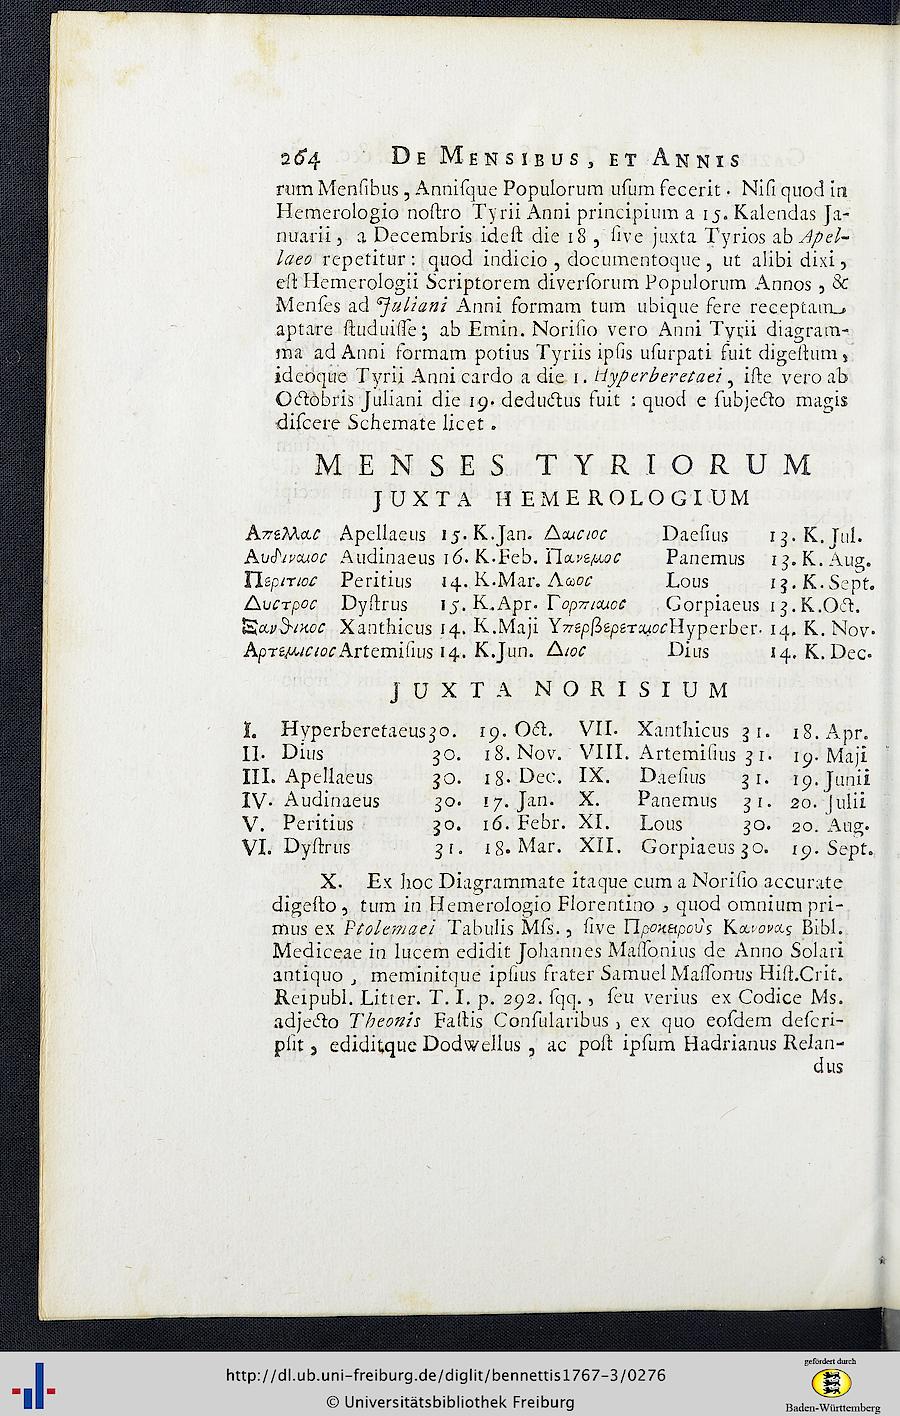 264 DE MENSIBUS, ET ANNIS
rum Menſibus, Anniſque Populorum uſum fecerit. Niſi quod in
Hemerologio noſtro Tyrii Anni principium a 15. Kalendas Ja-
nuarii, a Decembris ideſt die 18, ſive juxta Tyrios ab Apel-
laeo repetitur: quod indicio, documentoque, ut alibi dixi,
eſt Hemerologii Scriptorem diverſorum Populorum Annos, &
Menſes ad Juliani Anni formam tum ubique fere receptam
aptare ſtuduiſſe; ab Emin. Noriſio vero Anni Tyrii diagram-
ma ad Anni formam potius Tyriis ipſis uſurpati fuit digeſtum,
ideoque Tyrii Anni cardo a die 1. Hyperberetaei, iſte vero ab
Octobris Juliani die 19. deductus fuit: quod e ſubjecto magis
diſcere Schemate licet.
MENSES TYRIORUM
JUXTA HEMEROLOGIUM
Απελλας Apellaeus 15. K. Jan. Δαισιος Daeſius 13. K. Jul.
Αυδιναιος Audinaeus 16. K. Feb. Πανεμος Panemus 13. K. Aug.
Περιτιος Peritius 14. K. Mar. Λωος Lous 13. K. Sept.
Δυςτρος Dyſtrus 15. K. Apr. Γορπιαιος Gorpiaeus 13. K. Oct.
Ξανθικος Xanthicus 14. K. Maji Υπερβερεταιος Hyperber. 14. K. Nov.
Αρτεμισιος Artemiſius 14. K. Jun. Διος Dius 14. K. Dec.
JUXTA NORISIUM
I. Hyperberetaeus 30. 19. Oct. VII. Xanthicus 31. 18. Apr.
II. Dius 30. 18. Nov. VIII. Artemiſius 31. 19. Maji
III. Apellaeus 30. 18. Dec. IX. Daeſius 31. 19. Junii
IV. Audinaeus 30. 17. Jan. X. Panemus 31. 20. Julii
V. Peritius 30. 16. Febr. XI. Lous 30. 20. Aug.
VI. Dyſtrus 31. 18. Mar. XII. Gorpiaeus 30. 19. Sept.
X. Ex hoc Diagrammate itaque cum a Noriſio accurate
digeſto, tum in Hemerologio Florentino, quod omnium pri-
mus ex Ptolemaei Tabulis Mſs., ſive Προκειρους Κανονας Bibl.
Mediceae in lucem edidit Johannes Maſſonius de Anno Solari
antiquo, meminitque ipſius frater Samuel Maſſonus Hiſt. Crit.
Reipubl. Litter. T. I. p. 292. ſqq., ſeu verius ex Codice Ms.
adjecto Theonis Faſtis Conſularibus, ex quo eoſdem deſcri-
pſit, ediditque Dodwellus, ac poſt ipſum Hadrianus Relan-
dus
http://dl.ub.uni-freiburg.de/diglit/bennettis1767-3/0276
© Universitätsbibliothek Freiburg
gefördert durch
Baden-Württemberg